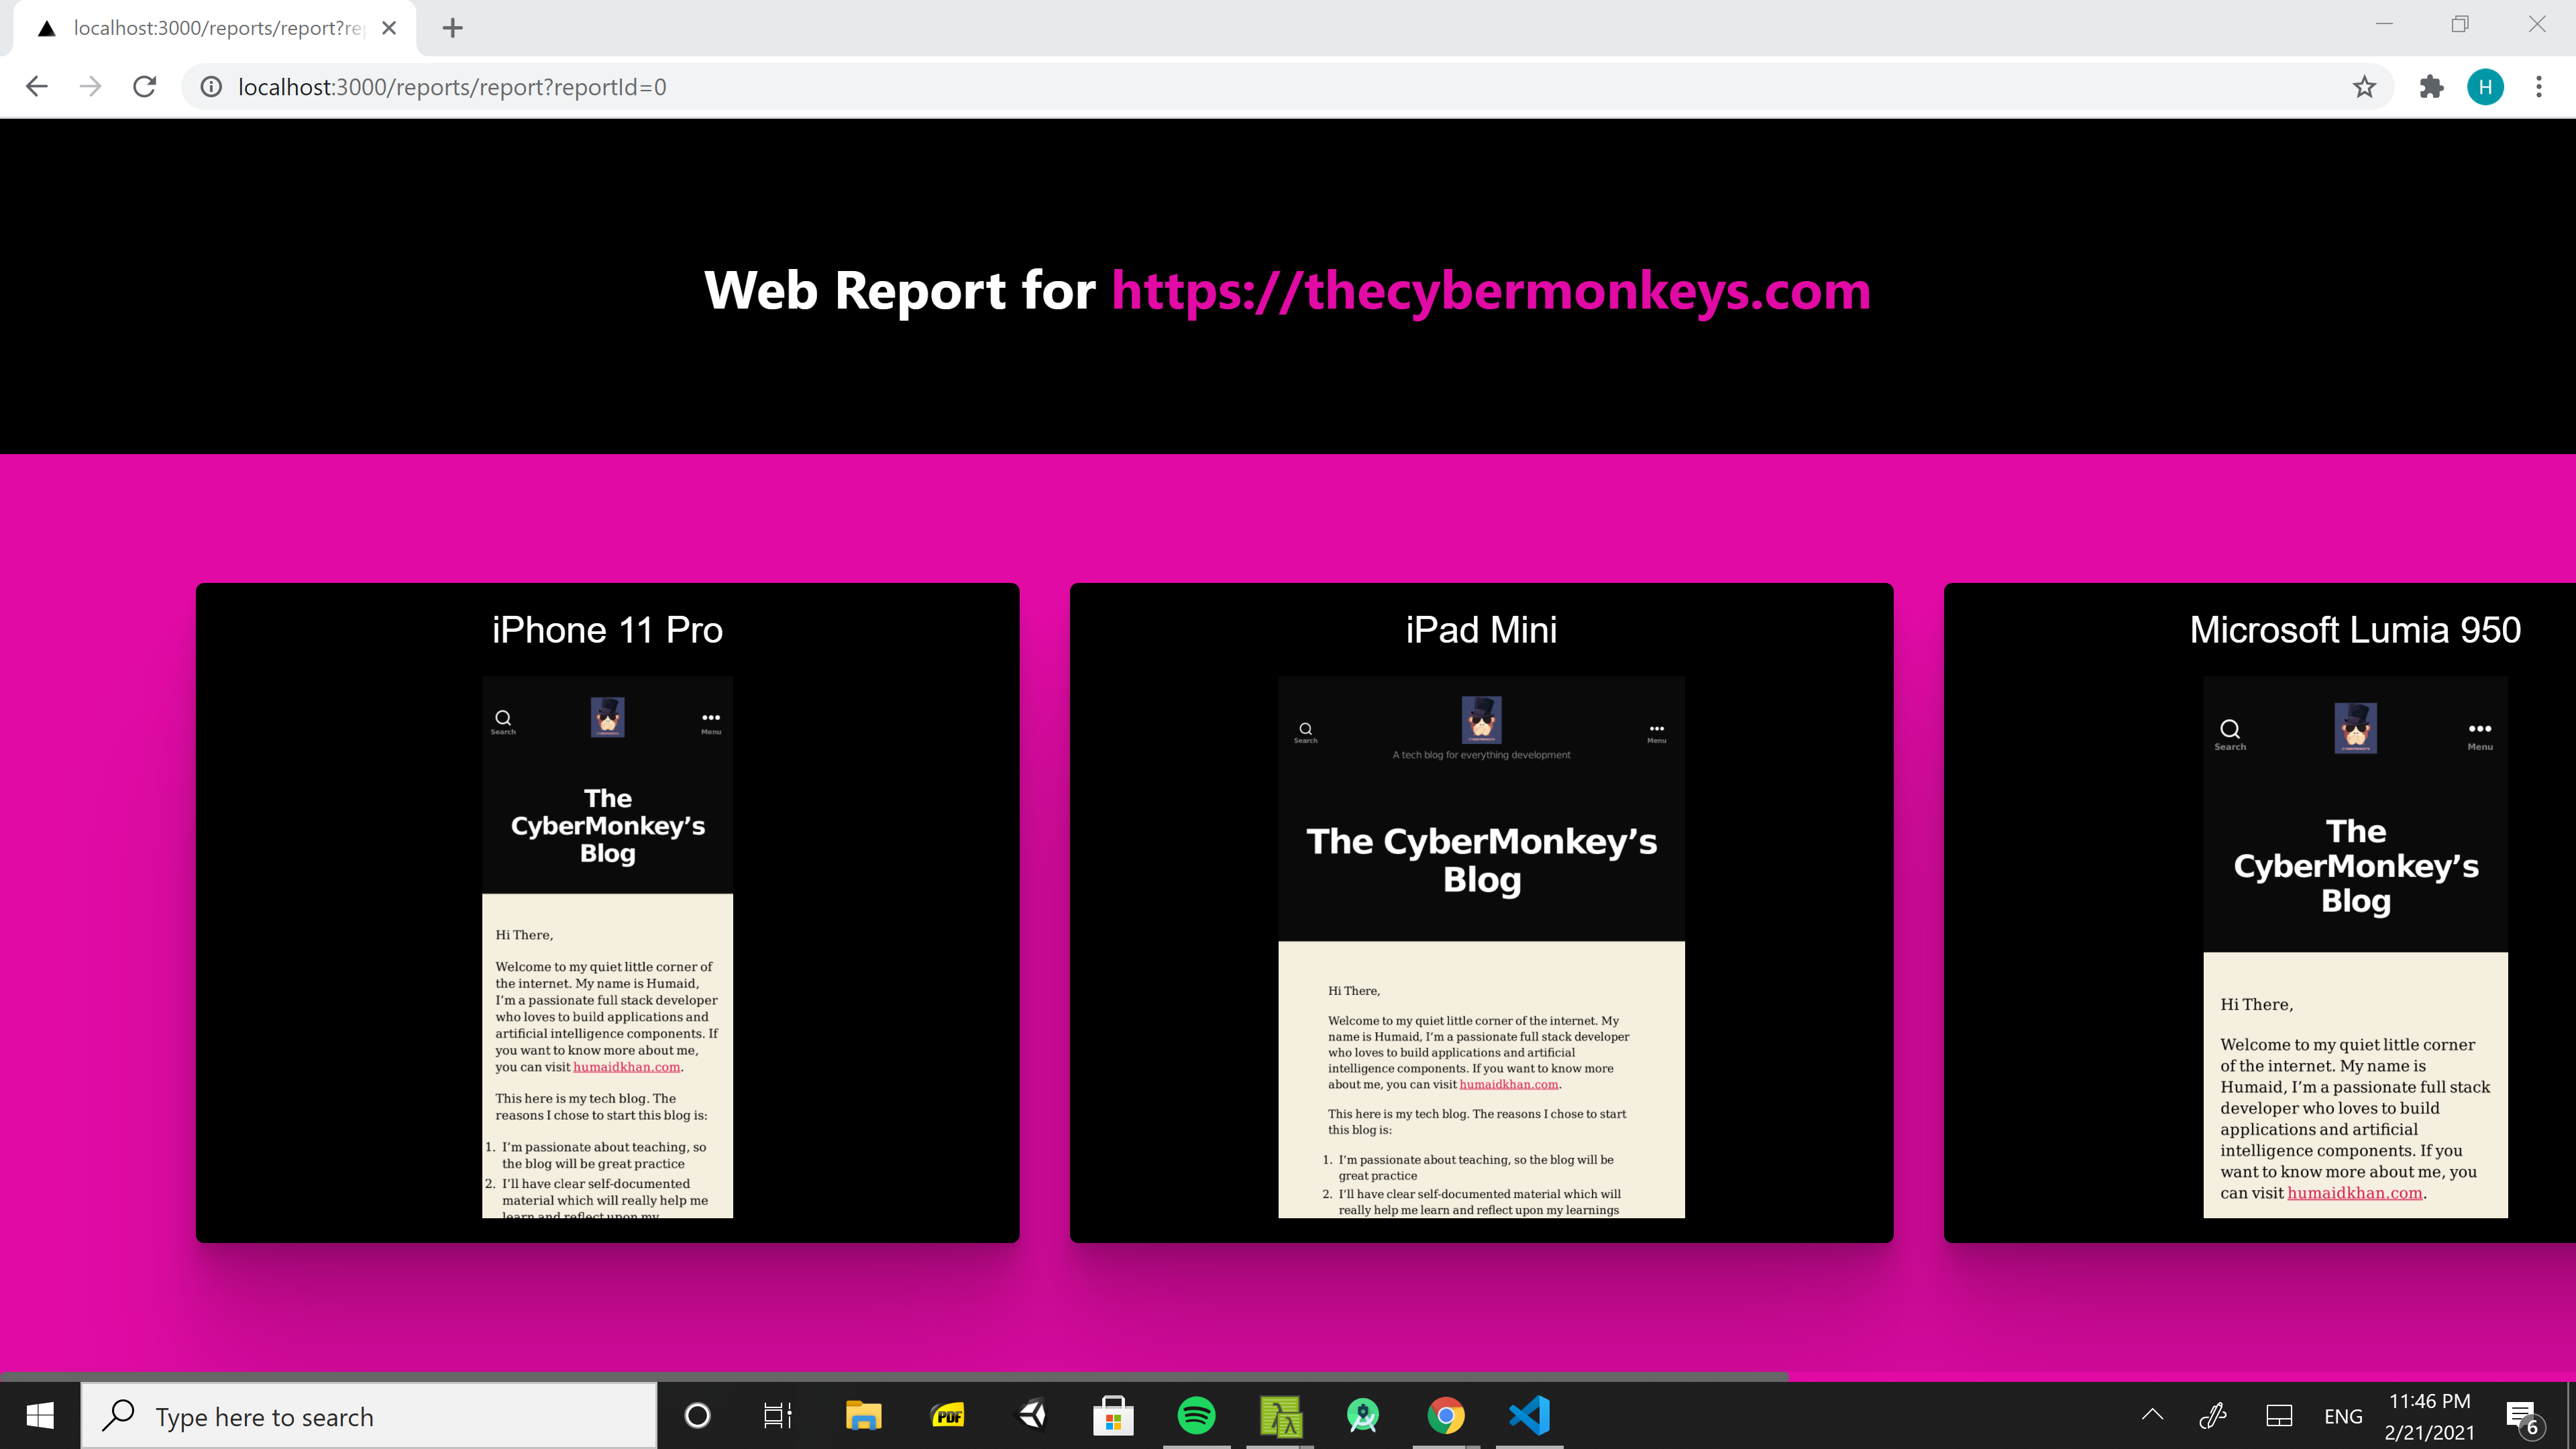 localhost:3000/reports/report?rep
localhost:3000/reports/report?reportId=0
H
Web Report for https://thecybermonkeys.com
iPhone 11 Pro
Search
Menu
The
CyberMonkey’s
Blog
Hi There,
Welcome to my quiet little corner of
the internet. My name is Humaid,
I’m a passionate full stack developer
who loves to build applications and
artificial intelligence components. If
you want to know more about me,
you can visit humaidkhan.com.
This here is my tech blog. The
reasons I chose to start this blog is:
1. I’m passionate about teaching, so
the blog will be great practice
2. I’ll have clear self-documented
material which will really help me
learn and reflect upon my
iPad Mini
Search
Menu
A tech blog for everything development
The CyberMonkey’s
Blog
Hi There,
Welcome to my quiet little corner of the internet. My
name is Humaid, I’m a passionate full stack developer
who loves to build applications and artificial
intelligence components. If you want to know more
about me, you can visit humaidkhan.com.
This here is my tech blog. The reasons I chose to start
this blog is:
1. I’m passionate about teaching, so the blog will be
great practice
2. I’ll have clear self-documented material which will
really help me learn and reflect upon my learnings
Microsoft Lumia 950
Search
Menu
The
CyberMonkey’s
Blog
Hi There,
Welcome to my quiet little corner
of the internet. My name is
Humaid, I’m a passionate full stack
developer who loves to build
applications and artificial
intelligence components. If you
want to know more about me, you
can visit humaidkhan.com.
Type here to search
PDF
ENG
11:46 PM
2/21/2021
6